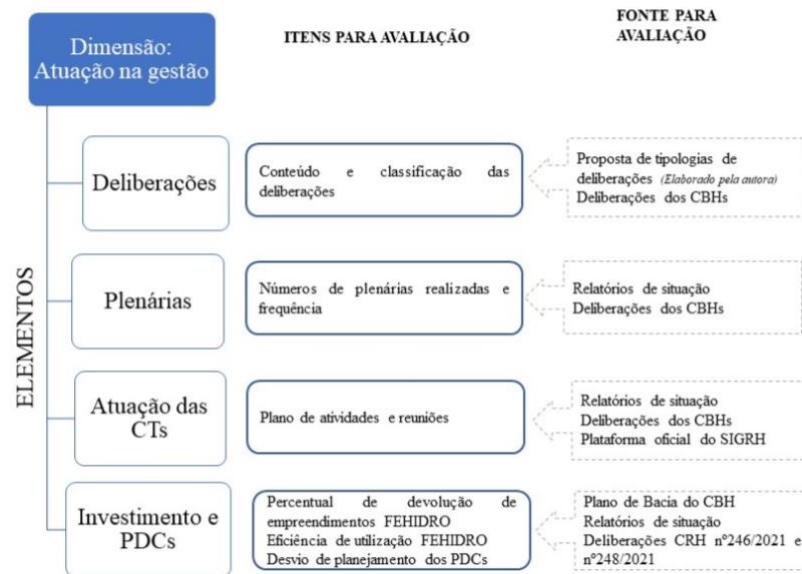 Dimensão:
Atuação na gestão
ITENS PARA AVALIAÇÃO
FONTE PARA
AVALIAÇÃO
ELEMENTOS
Deliberações
Conteúdo e classificação das
deliberações
Proposta de tipologias de
deliberações (Elaborado pela autora)
Deliberações dos CBHs
Plenárias
Números de plenárias realizadas e
frequência
Relatórios de situação
Deliberações dos CBHs
Atuação das
CTs
Plano de atividades e reuniões
Relatórios de situação
Deliberações dos CBHs
Plataforma oficial do SIGRH
Investimento e
PDCs
Percentual de devolução de
empreendimentos FEHIDRO
Eficiência de utilização FEHIDRO
Desvio de planejamento dos PDCs
Plano de Bacia do CBH
Relatórios de situação
Deliberações CRH nº246/2021 e
nº248/2021